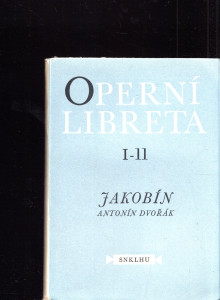 OPERNÍ
LIBRETA
I-11
JAKOBÍN
ANTONÍN DVOŘÁK
SNKLHU